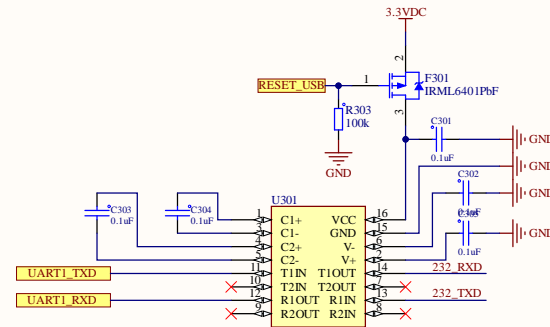 3.3VDC
2
RESET_USB
1
F301
IRML6401PbF
R303
100k
3
C301
0.1uF
GND
GND
GND
C302
0.1uF
GND
U301
C303
0.1uF
C304
0.1uF
1 C1+ VCC 16
3 C1- GND 15
4 C2+ V- 6
5 C2- V+ 2
0.1uF
UART1_TXD 11 T1IN T1OUT 14 232_RXD
10 T2IN T2OUT 7
UART1_RXD 12 R1OUT R1IN 13 232_TXD
9 R2OUT R2IN 8
GND